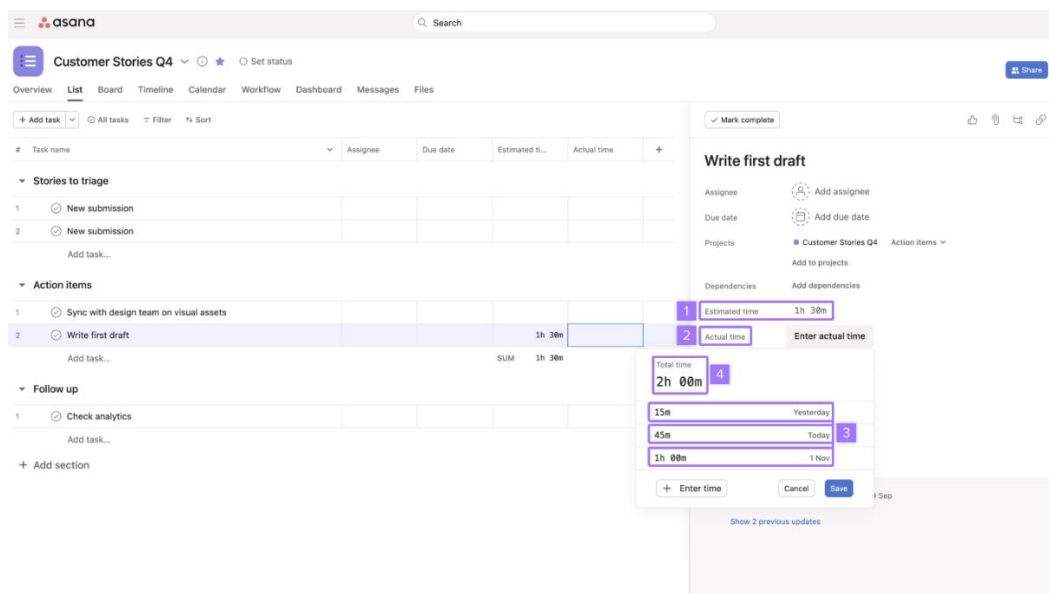 asana
Search
Customer Stories Q4
Set status
Share
Overview List Board Timeline Calendar Workflow Dashboard Messages Files
+ Add task
All tasks
Filter
Sort
Mark complete
# Task name Assignee Due date Estimated ti... Actual time +
Stories to triage
1 New submission
2 New submission
Add task...
Action items
1 Sync with design team on visual assets
2 Write first draft 1h 30m
Add task... SUM 1h 30m
Follow up
1 Check analytics
Add task...
+ Add section
Write first draft
Assignee Add assignee
Due date Add due date
Projects Customer Stories Q4 Action items
Add to projects
Dependencies Add dependencies
1 Estimated time 1h 30m
2 Actual time Enter actual time
Total time
2h 00m 4
15m Yesterday
45m Today 3
1h 00m 1 Nov
+ Enter time Cancel Save
Sep
Show 2 previous updates